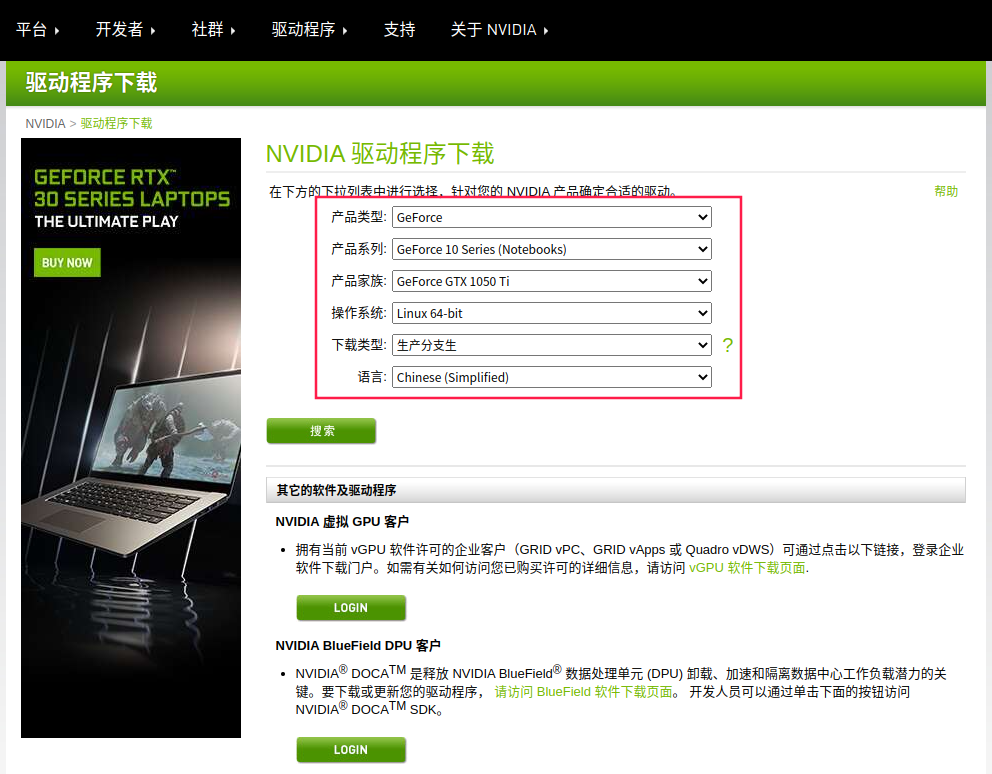 平台 开发者 社群 驱动程序 支持 关于 NVIDIA
驱动程序下载
NVIDIA > 驱动程序下载
GEFORCE RTX™
30 SERIES LAPTOPS
THE ULTIMATE PLAY
BUY NOW
NVIDIA 驱动程序下载
在下方的下拉列表中进行选择，针对您的 NVIDIA 产品确定合适的驱动。 帮助
产品类型: GeForce
产品系列: GeForce 10 Series (Notebooks)
产品家族: GeForce GTX 1050 Ti
操作系统: Linux 64-bit
下载类型: 生产分支生 ?
语言: Chinese (Simplified)
搜索
其它的软件及驱动程序
NVIDIA 虚拟 GPU 客户
• 拥有当前 vGPU 软件许可的企业客户（GRID vPC、GRID vApps 或 Quadro vDWS）可通过点击以下链接，登录企业
软件下载门户。如需有关如何访问您已购买许可的详细信息，请访问 vGPU 软件下载页面.
LOGIN
NVIDIA BlueField DPU 客户
• NVIDIA® DOCA™ 是释放 NVIDIA BlueField® 数据处理单元 (DPU) 卸载、加速和隔离数据中心工作负载潜力的关
键。要下载或更新您的驱动程序， 请访问 BlueField 软件下载页面。 开发人员可以通过单击下面的按钮访问
NVIDIA® DOCA™ SDK。
LOGIN